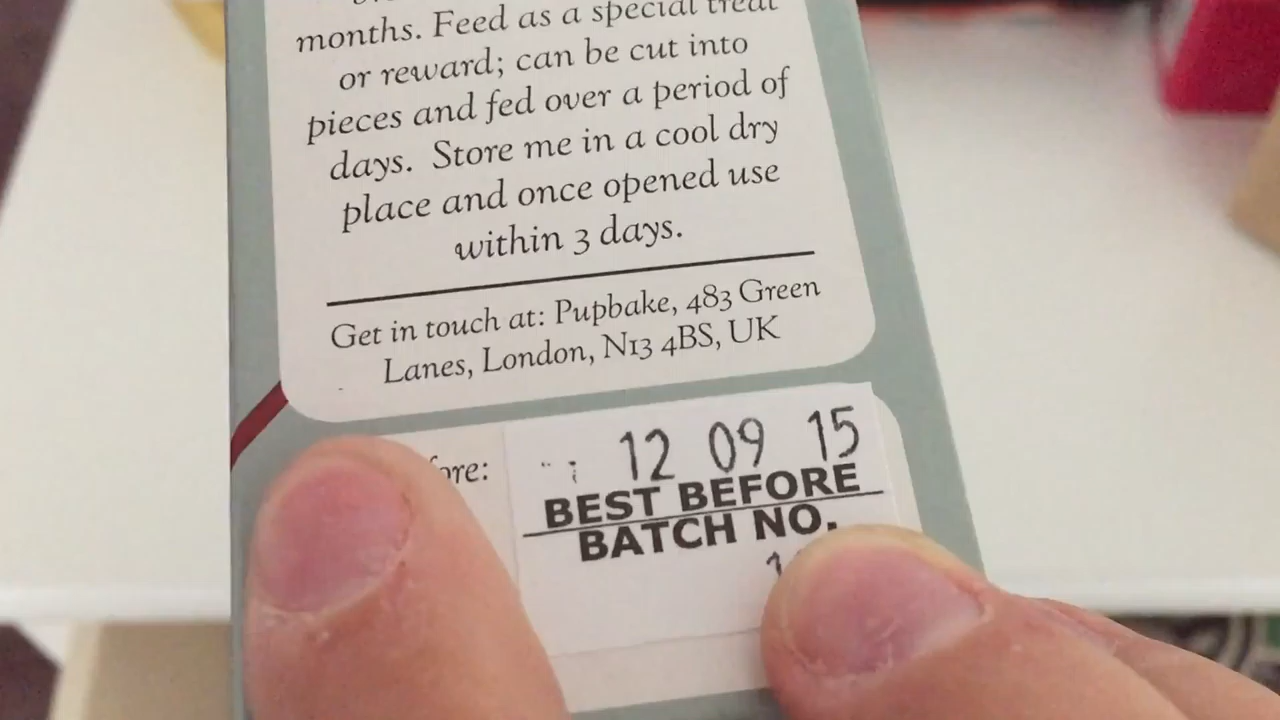 months. Feed as a special treat
or reward; can be cut into
pieces and fed over a period of
days. Store me in a cool dry
place and once opened use
within 3 days.
Get in touch at: Pupbake, 483 Green
Lanes, London, N13 4BS, UK
12 09 15
BEST BEFORE
BATCH NO.